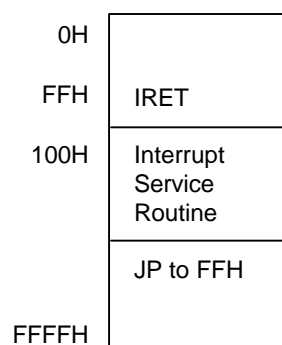 0H
FFH IRET
100H Interrupt
Service
Routine
JP to FFH
FFFFH